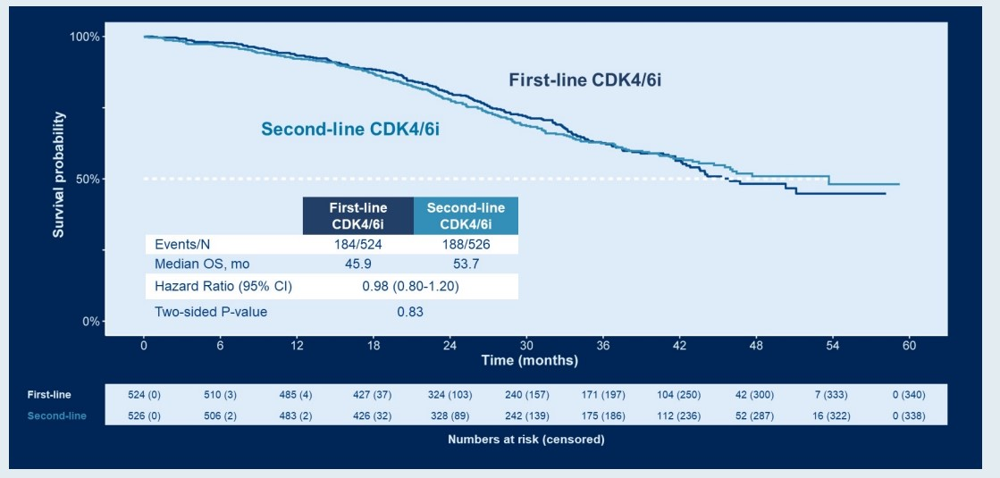 100%
First-line CDK4/6i
Second-line CDK4/6i
Survival probability
50%
First-line CDK4/6i Second-line CDK4/6i
Events/N 184/524 188/526
Median OS, mo 45.9 53.7
Hazard Ratio (95% CI) 0.98 (0.80-1.20)
Two-sided P-value 0.83
0%
0 6 12 18 24 30 36 42 48 54 60
Time (months)
First-line 524 (0) 510 (3) 485 (4) 427 (37) 324 (103) 240 (157) 171 (197) 104 (250) 42 (300) 7 (333) 0 (340)
Second-line 526 (0) 506 (2) 483 (2) 426 (32) 328 (89) 242 (139) 175 (186) 112 (236) 52 (287) 16 (322) 0 (338)
Numbers at risk (censored)